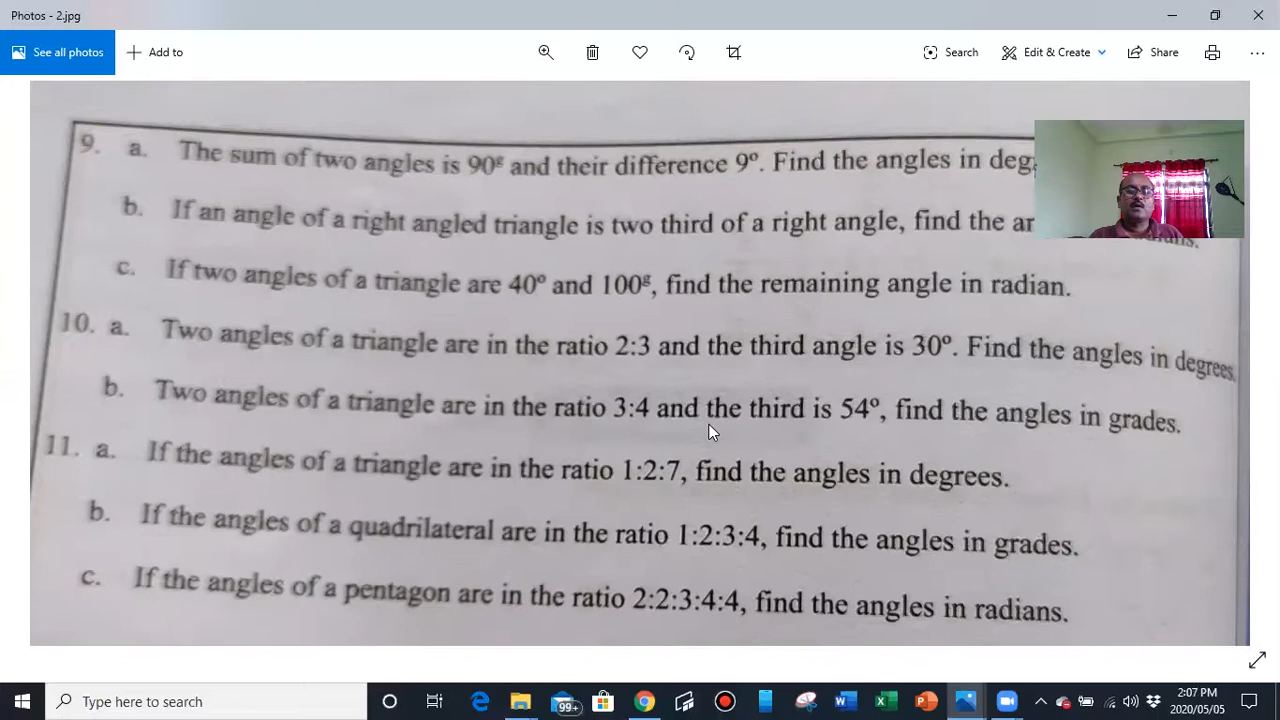 Photos - 2.jpg
See all photos
Add to
Search
Edit & Create
Share
9. a. The sum of two angles is 90ᵍ and their difference 9º. Find the angles in deg
b. If an angle of a right angled triangle is two third of a right angle, find the
c. If two angles of a triangle are 40º and 100ᵍ, find the remaining angle in radian.
10. a. Two angles of a triangle are in the ratio 2:3 and the third angle is 30º. Find the angles in degrees.
b. Two angles of a triangle are in the ratio 3:4 and the third is 54º, find the angles in grades.
11. a. If the angles of a triangle are in the ratio 1:2:7, find the angles in degrees.
b. If the angles of a quadrilateral are in the ratio 1:2:3:4, find the angles in grades.
c. If the angles of a pentagon are in the ratio 2:2:3:4:4, find the angles in radians.
Type here to search
99+
2:07 PM
2020/05/05